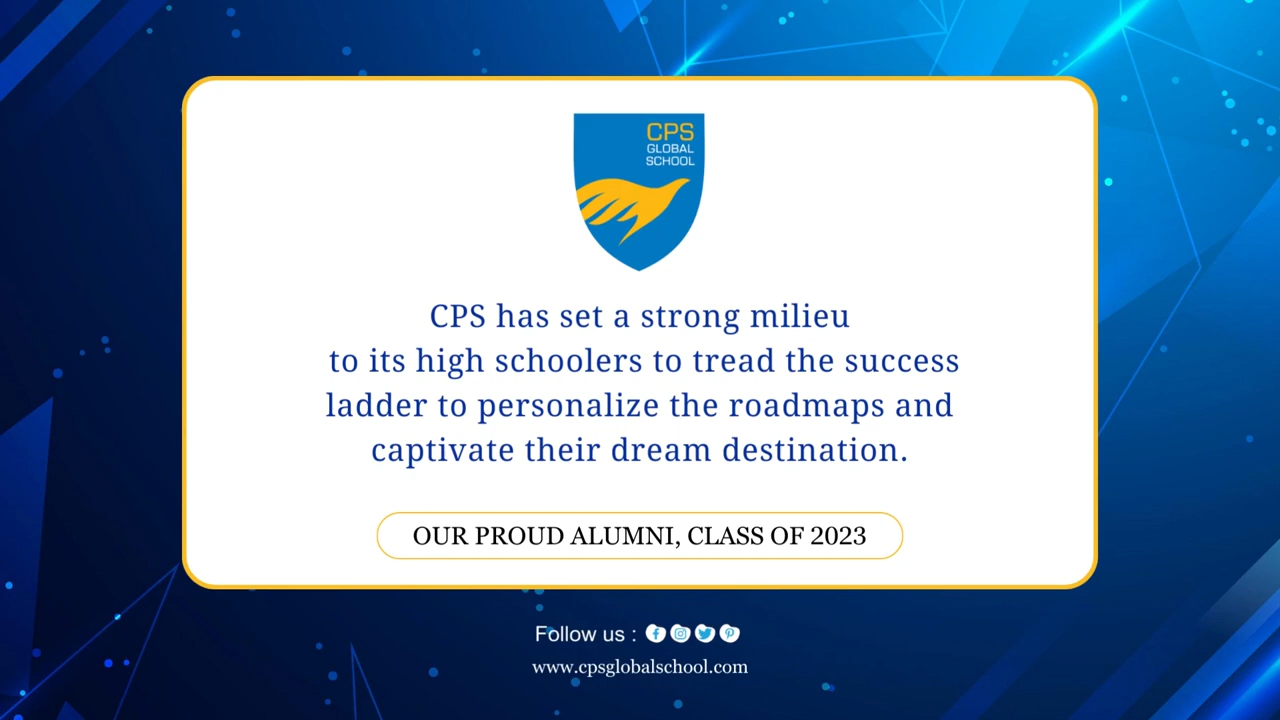 CPS
GLOBAL
SCHOOL
CPS has set a strong milieu
to its high schoolers to tread the success
ladder to personalize the roadmaps and
captivate their dream destination.
OUR PROUD ALUMNI, CLASS OF 2023
Follow us :
www.cpsglobalschool.com